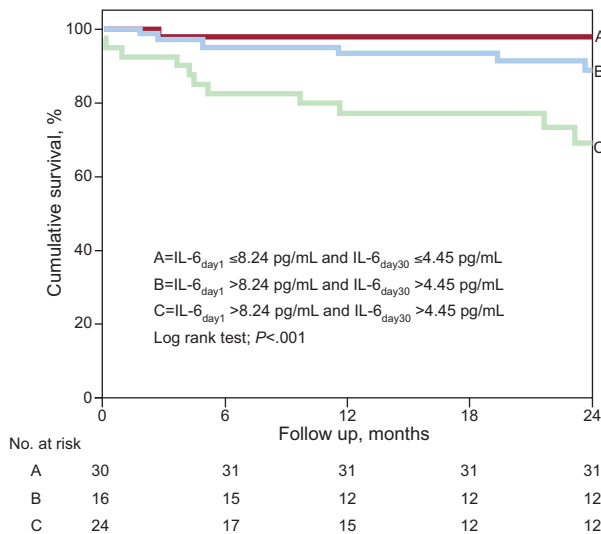 100
80
60
40
20
0
Cumulative survival, %
A
B
C
A=IL-6day1 ≤8.24 pg/mL and IL-6day30 ≤4.45 pg/mL
B=IL-6day1 >8.24 pg/mL and IL-6day30 >4.45 pg/mL
C=IL-6day1 >8.24 pg/mL and IL-6day30 >4.45 pg/mL
Log rank test; P<.001
0 6 12 18 24
Follow up, months
No. at risk
A 30 31 31 31 31
B 16 15 12 12 12
C 24 17 15 12 12